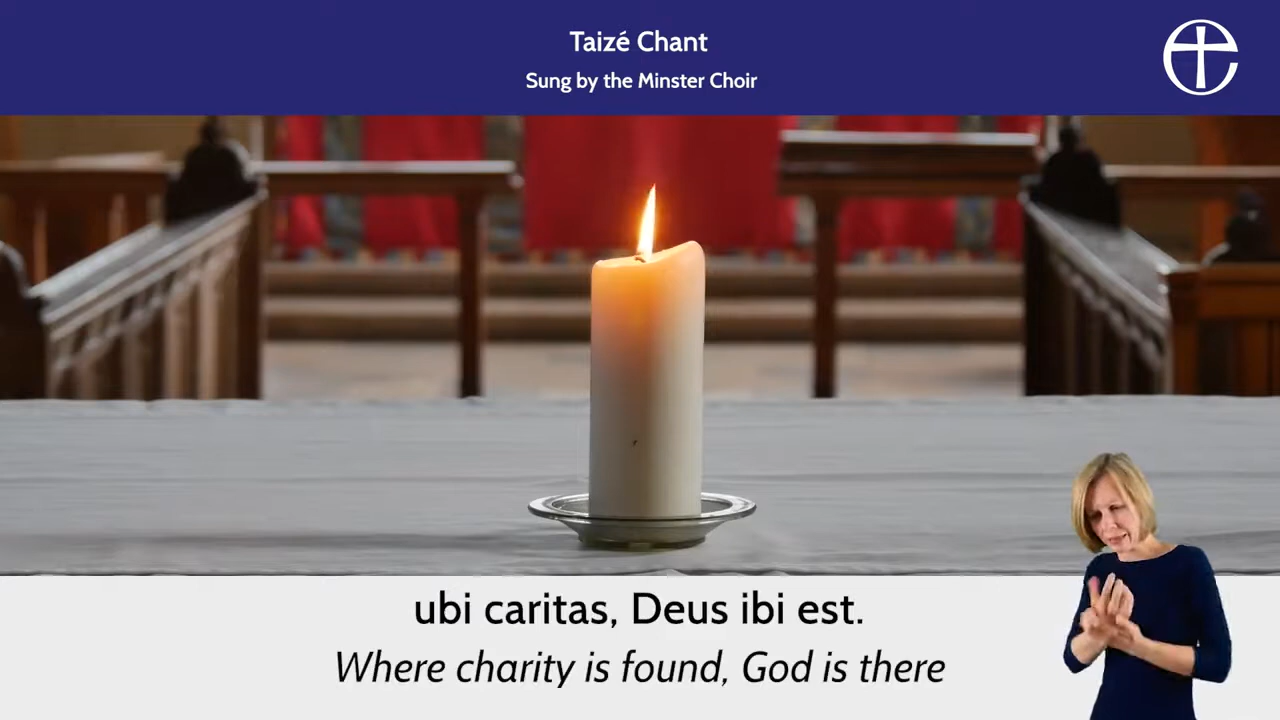 Taizé Chant
Sung by the Minster Choir
ubi caritas, Deus ibi est.
Where charity is found, God is there